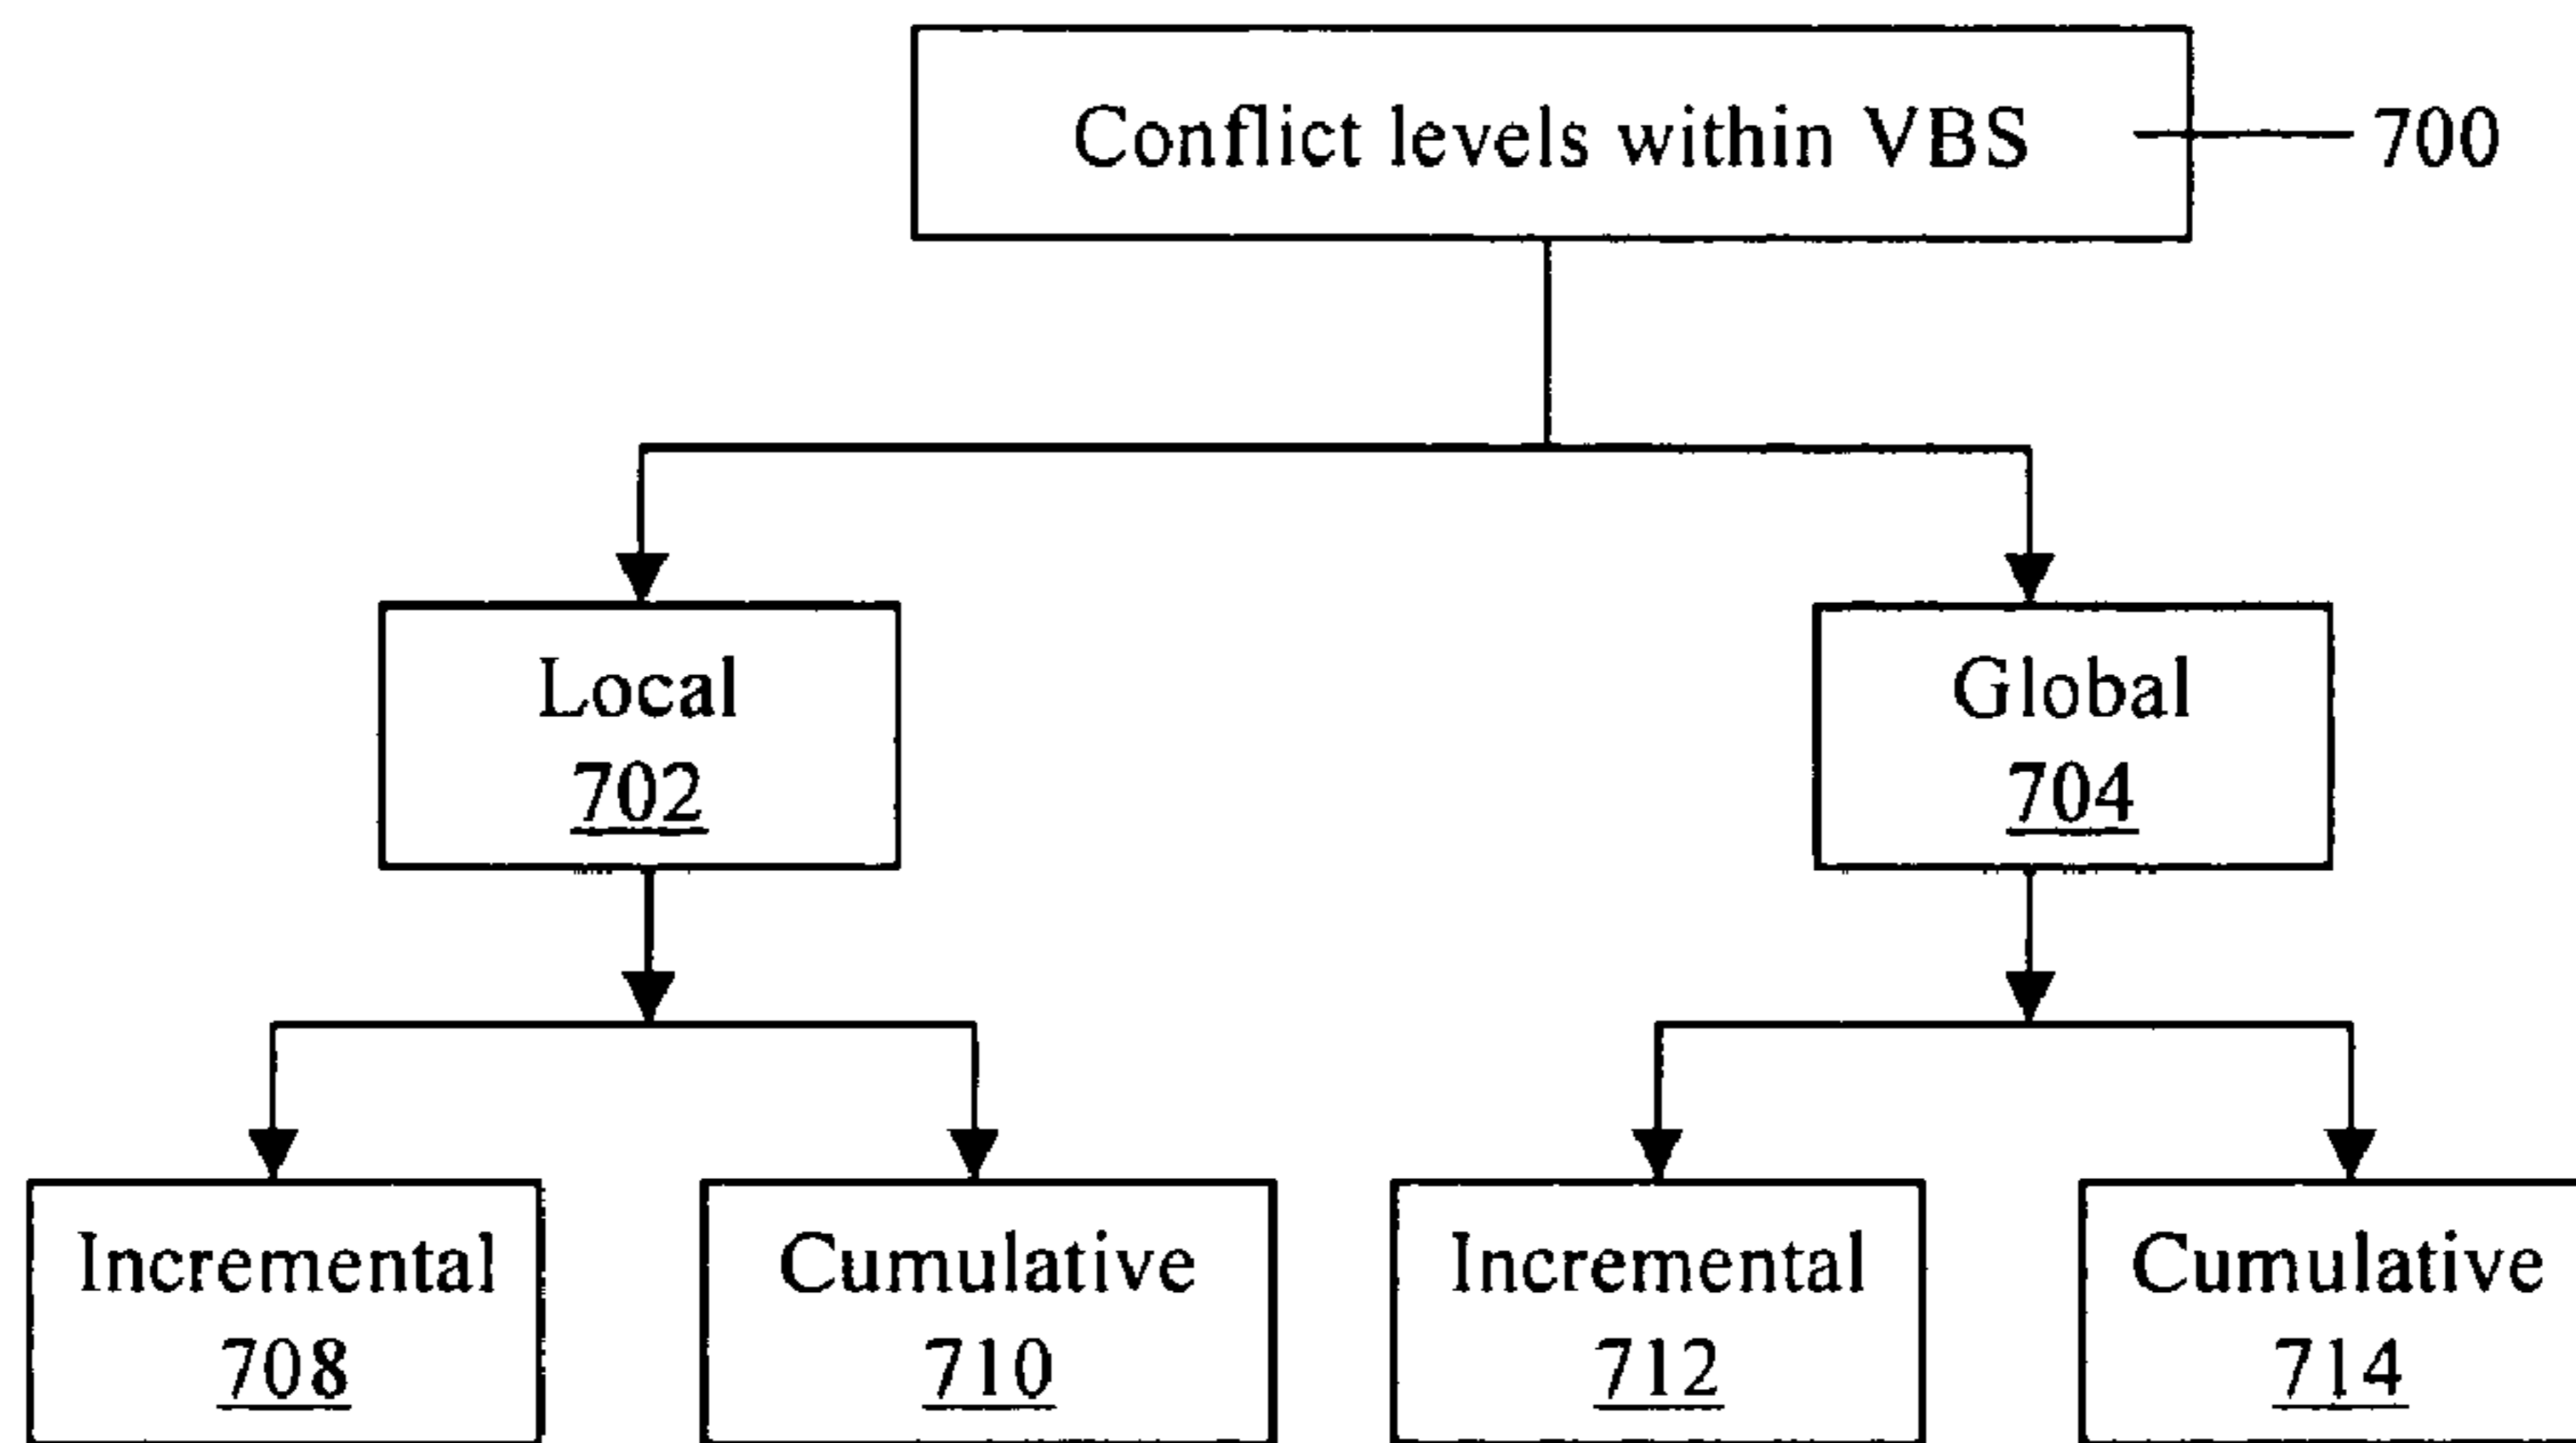 Conflict levels within VBS
700
Local
702
Global
704
Incremental
708
Cumulative
710
Incremental
712
Cumulative
714